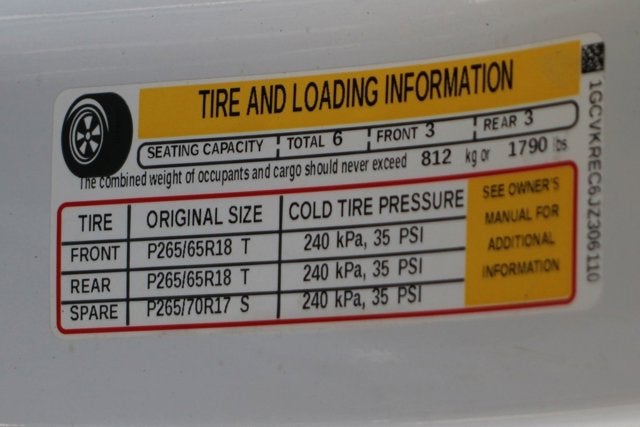 TIRE AND LOADING INFORMATION
SEATING CAPACITY TOTAL 6 FRONT 3 REAR 3
The combined weight of occupants and cargo should never exceed 812 kg or 1790 lbs
TIRE ORIGINAL SIZE COLD TIRE PRESSURE
FRONT P265/65R18 T 240 kPa, 35 PSI
REAR P265/65R18 T 240 kPa, 35 PSI
SPARE P265/70R17 S 240 kPa, 35 PSI
SEE OWNER'S
MANUAL FOR
ADDITIONAL
INFORMATION
1GCVKREC6JZ306110